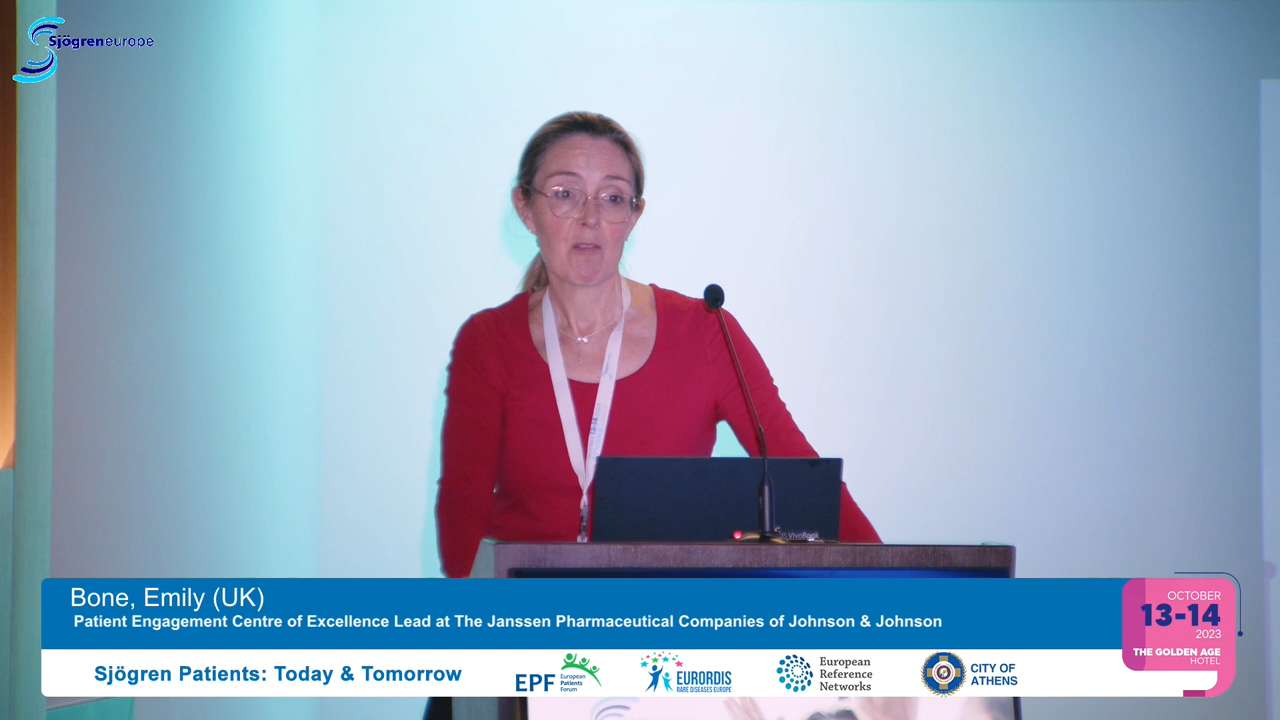 Sjögreneurope
VivoBook
Bone, Emily (UK)
Patient Engagement Centre of Excellence Lead at The Janssen Pharmaceutical Companies of Johnson & Johnson
OCTOBER
13-14
2023
THE GOLDEN AGE
HOTEL
Sjögren Patients: Today & Tomorrow
EPF
European
Patients
Forum
EURORDIS
RARE DISEASES EUROPE
European
Reference
Networks
CITY OF
ATHENS